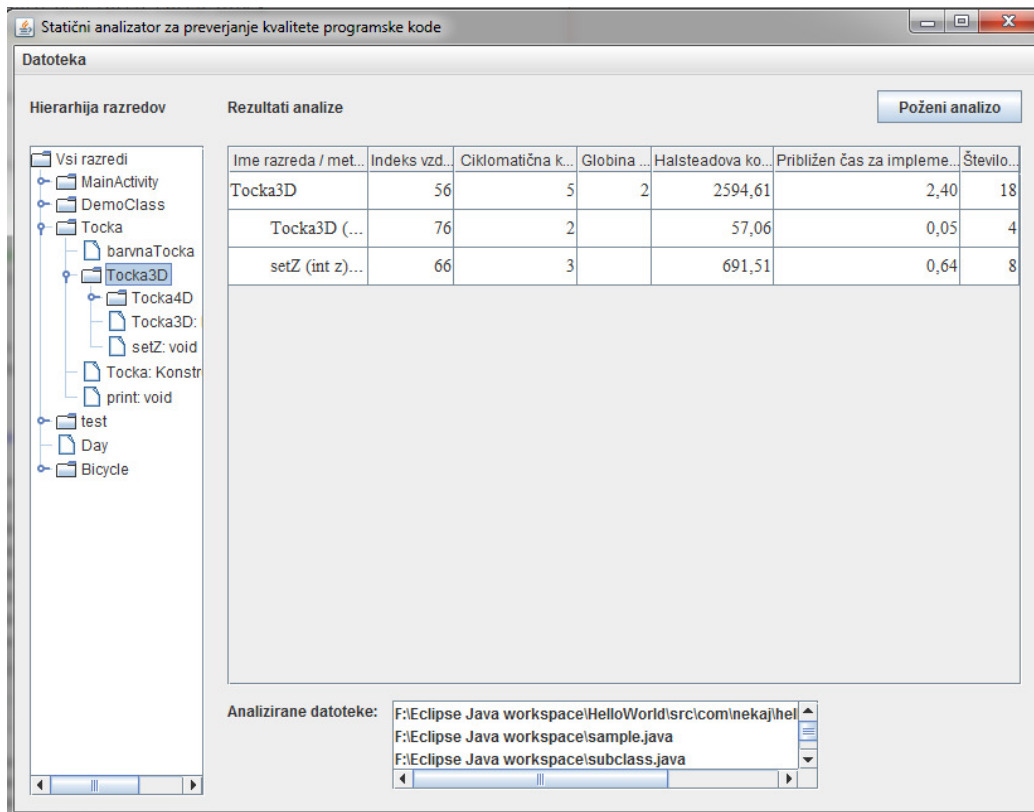 Statični analizator za preverjanje kvalitete programske kode
Datoteka
Hierarhija razredov
Rezultati analize
Poženi analizo
Vsi razredi
MainActivity
DemoClass
Tocka
barvnaTocka
Tocka3D
Tocka4D
Tocka3D:
setZ: void
Tocka: Konstr
print: void
test
Day
Bicycle
Ime razreda / met... Indeks vzd... Ciklomatična k... Globina ... Halsteadova ko... Približen čas za impleme... Število...
Tocka3D 56 5 2 2594,61 2,40 18
Tocka3D (... 76 2 57,06 0,05 4
setZ (int z)... 66 3 691,51 0,64 8
Analizirane datoteke:
F:\Eclipse Java workspace\HelloWorld\src\com\nekaj\hel
F:\Eclipse Java workspace\sample.java
F:\Eclipse Java workspace\subclass.java